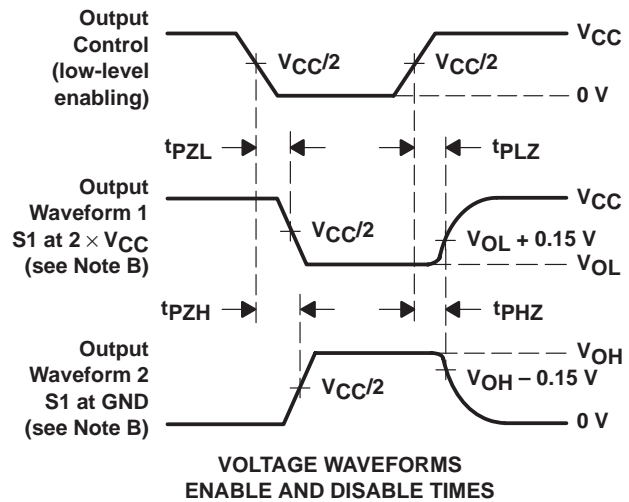 Output
Control
(low-level
enabling)
VCC/2
VCC/2
VCC
0 V
tPZL
tPLZ
Output
Waveform 1
S1 at 2 × VCC
(see Note B)
VCC/2
VCC
VOL + 0.15 V
VOL
tPZH
tPHZ
Output
Waveform 2
S1 at GND
(see Note B)
VCC/2
VOH
VOH – 0.15 V
0 V
VOLTAGE WAVEFORMS
ENABLE AND DISABLE TIMES